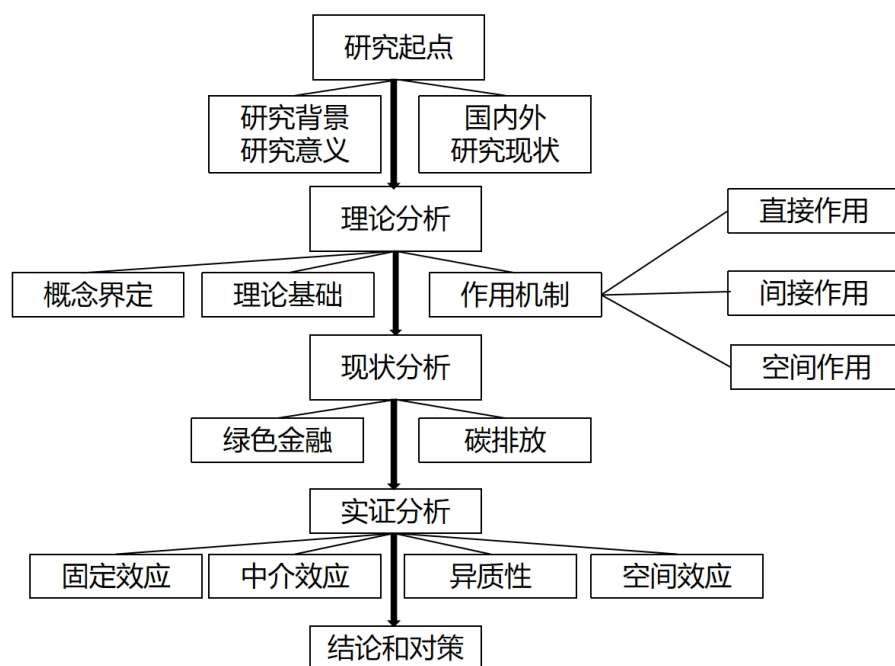 研究起点
研究背景
研究意义
国内外
研究现状
理论分析
概念界定
理论基础
作用机制
直接作用
间接作用
空间作用
现状分析
绿色金融
碳排放
实证分析
固定效应
中介效应
异质性
空间效应
结论和对策